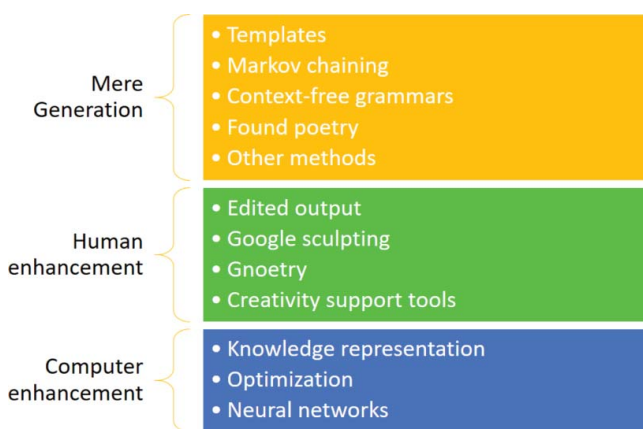 Mere
Generation
• Templates
• Markov chaining
• Context-free grammars
• Found poetry
• Other methods
Human
enhancement
• Edited output
• Google sculpting
• Gnoetry
• Creativity support tools
Computer
enhancement
• Knowledge representation
• Optimization
• Neural networks